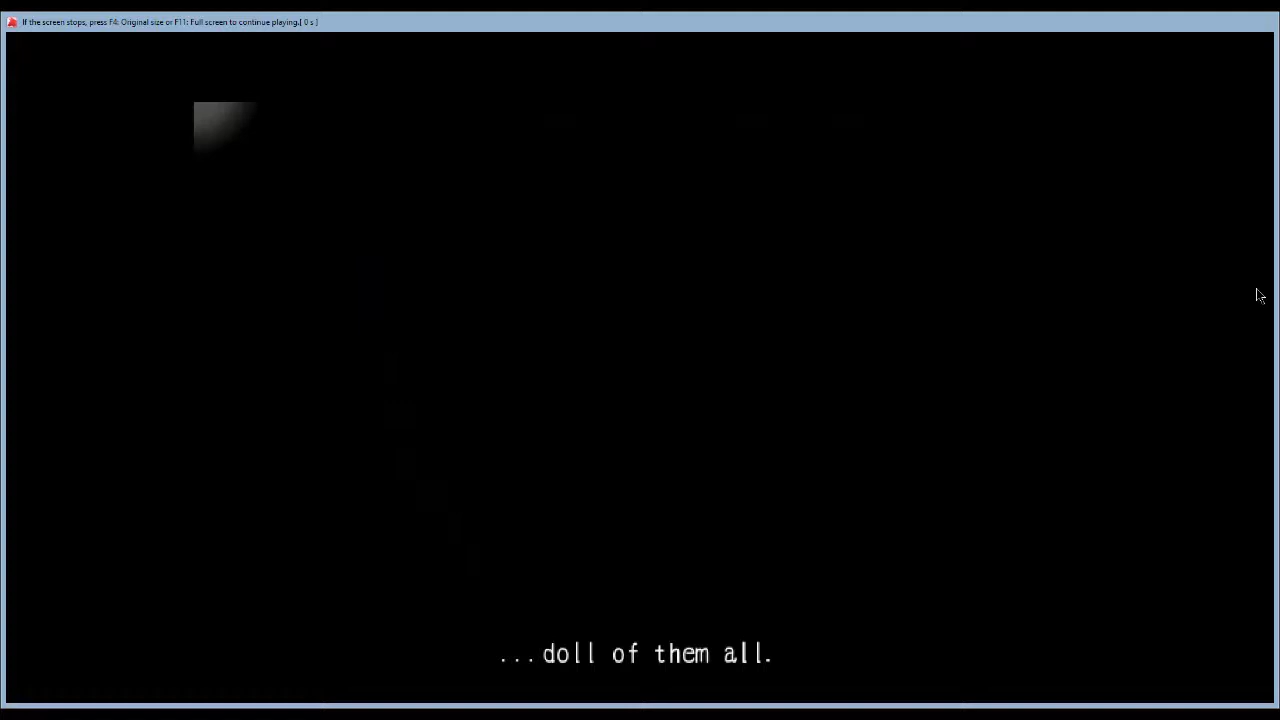 If the screen stops, press F4: Original size or F11: Full screen to continue playing.[ 0 s ]
...doll of them all.